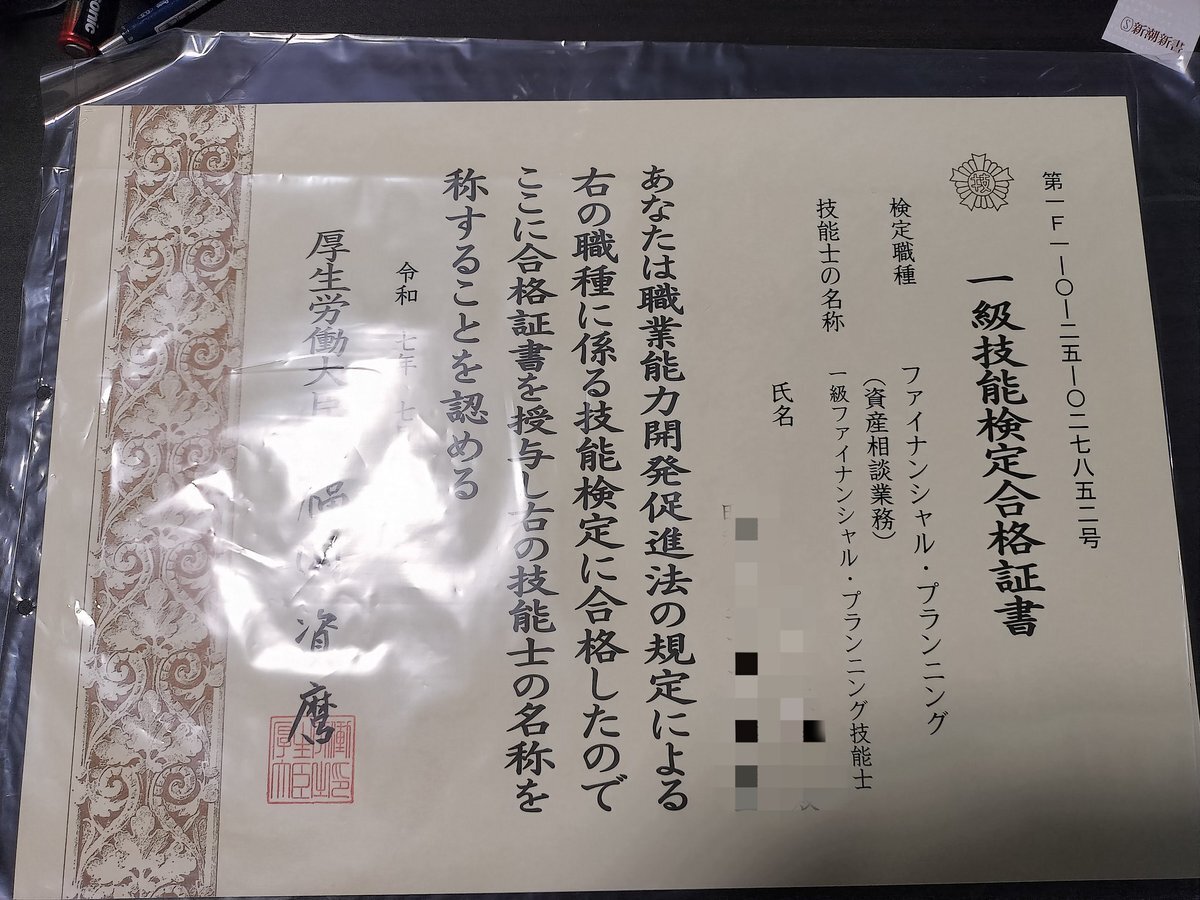 第一F一一〇一二五一〇二七八五二号
一級技能検定合格証書
検定職種
ファイナンシャル・プランニング
（資産相談業務）
技能士の名称
一級ファイナンシャル・プランニング技能士
氏名
あなたは職業能力開発促進法の規定による
右の職種に係る技能検定に合格したので
ここに合格証書を授与し右の技能士の名称を
称することを認める
令和 七年 七
厚生労働大臣
資麿
Ⓢ新潮新書
sonic